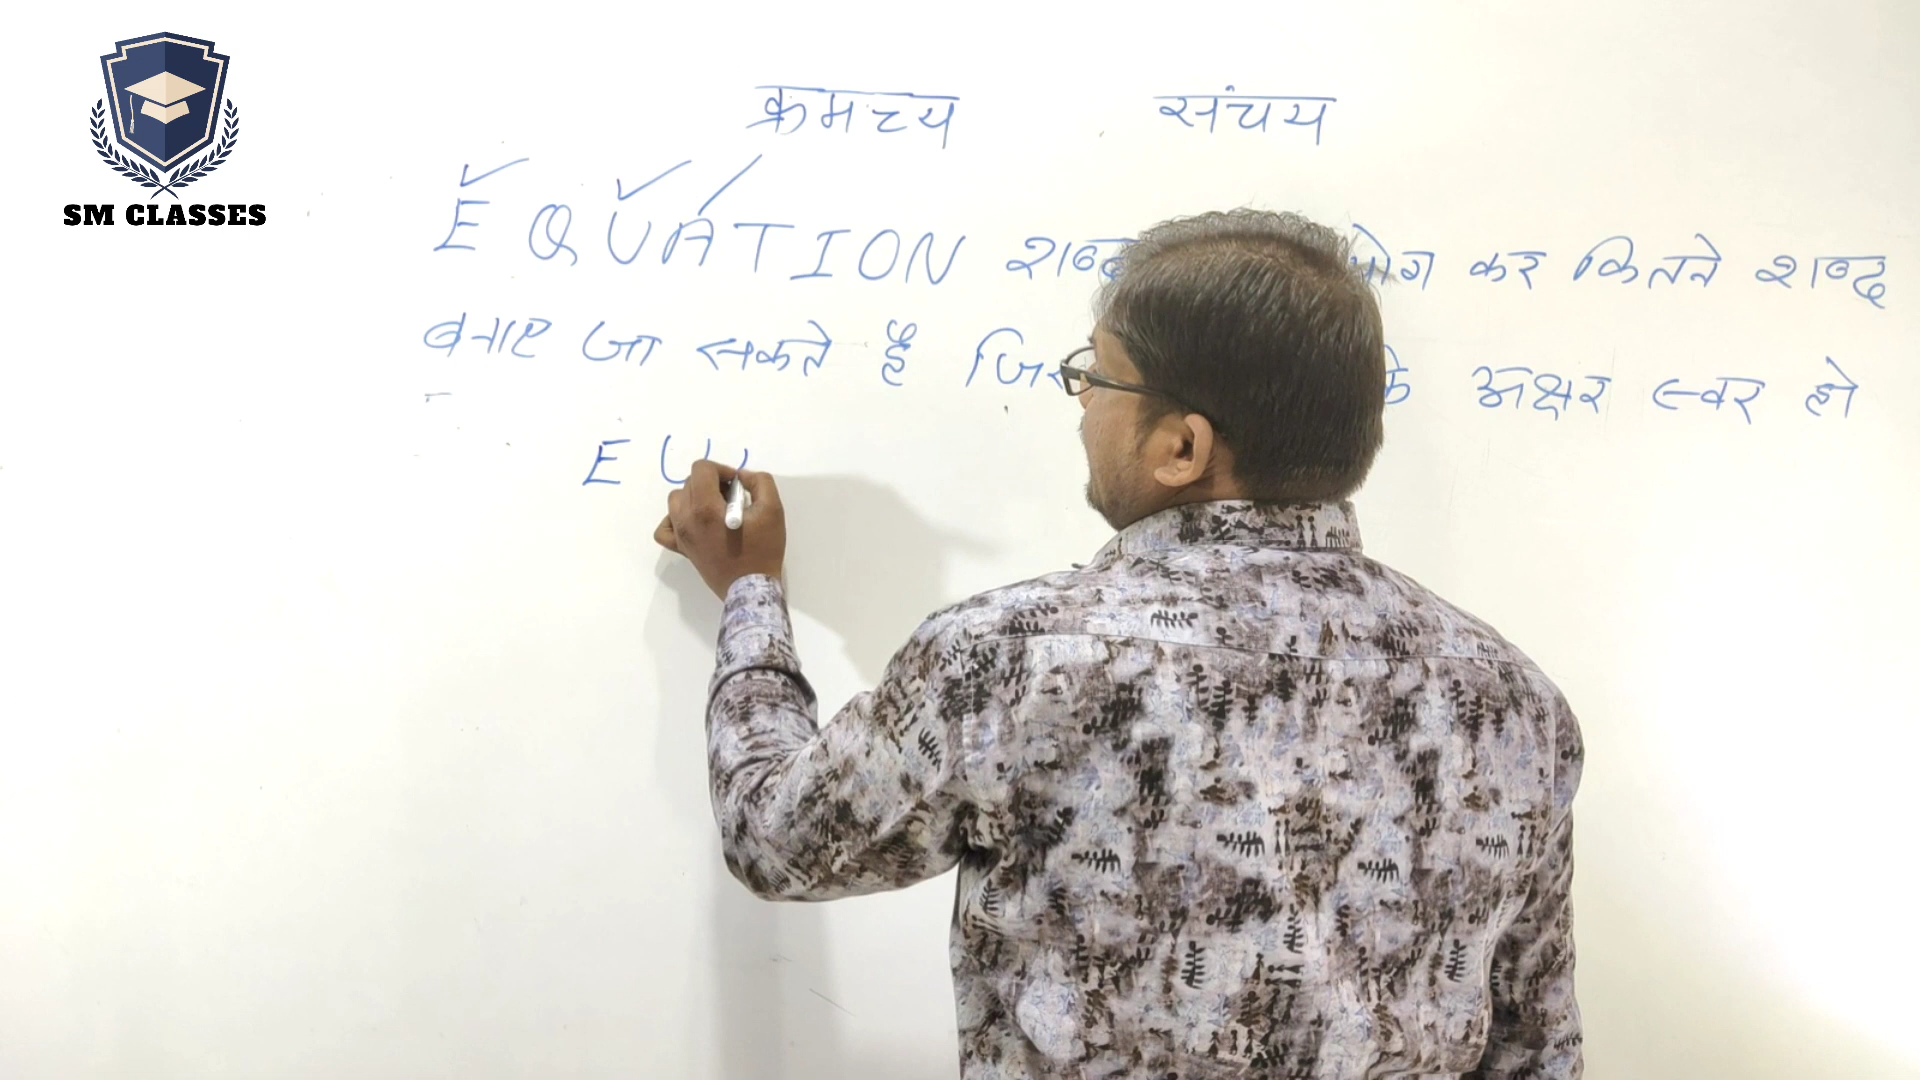 SM CLASSES
क्रमचय संचय
EQUATION शब्द कर कितने शब्द
बनाए जा सकते है अक्षर स्वर हो
E U